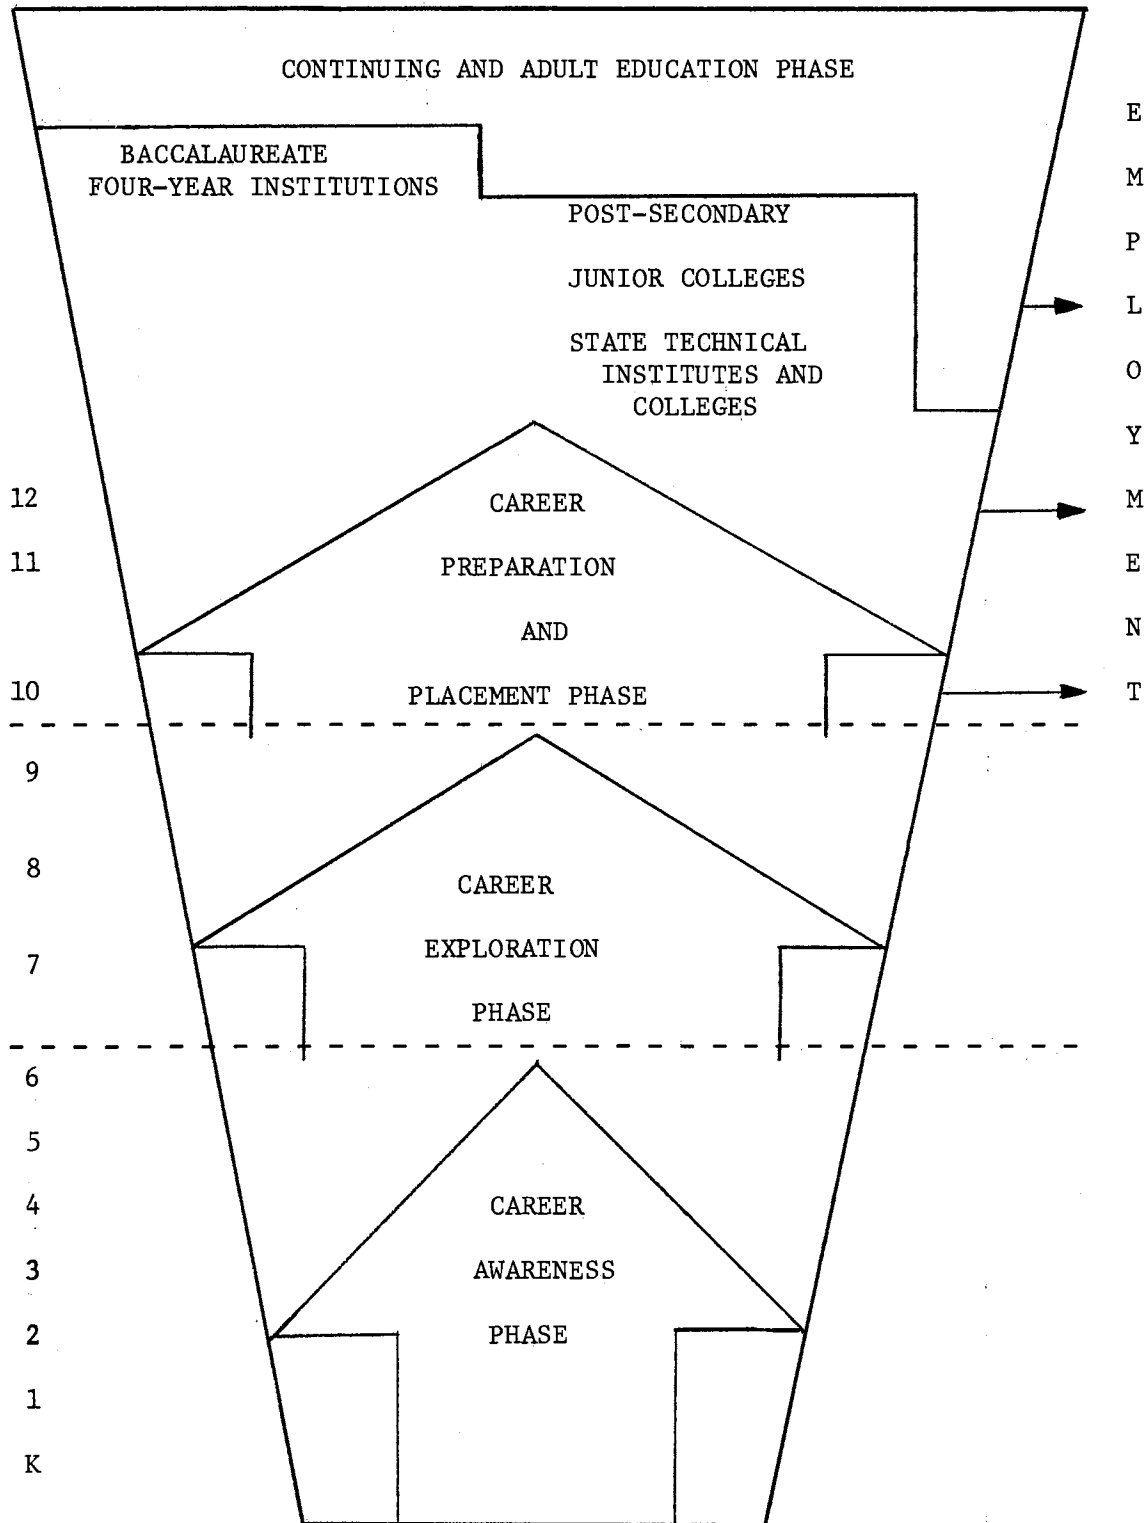 CONTINUING AND ADULT EDUCATION PHASE
BACCALAUREATE
FOUR-YEAR INSTITUTIONS
POST-SECONDARY
JUNIOR COLLEGES
STATE TECHNICAL
INSTITUTES AND
COLLEGES
12
11
10
CAREER
PREPARATION
AND
PLACEMENT PHASE
9
8
7
CAREER
EXPLORATION
PHASE
6
5
4
3
2
1
K
CAREER
AWARENESS
PHASE
E
M
P
L
O
Y
M
E
N
T